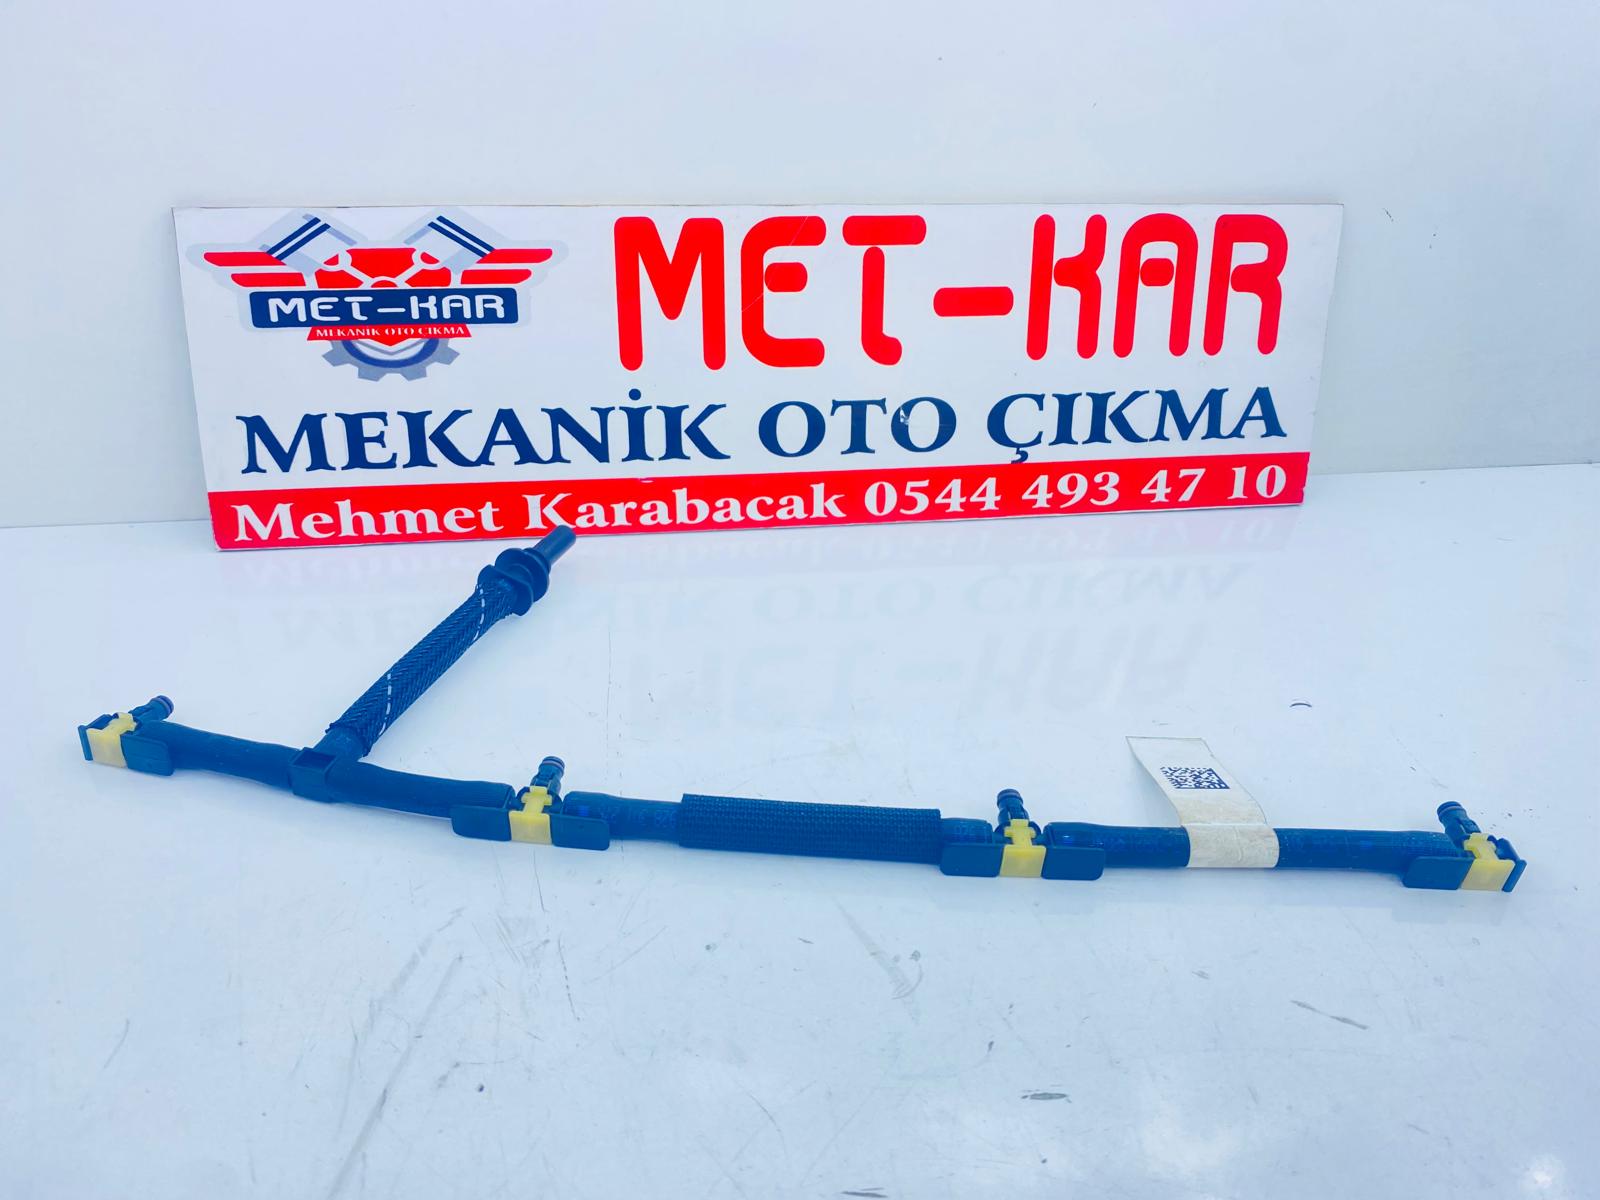 MET-KAR
MEKANİK OTO ÇIKMA
MET-KAR
MEKANİK OTO ÇIKMA
Mehmet Karabacak 0544 493 47 10